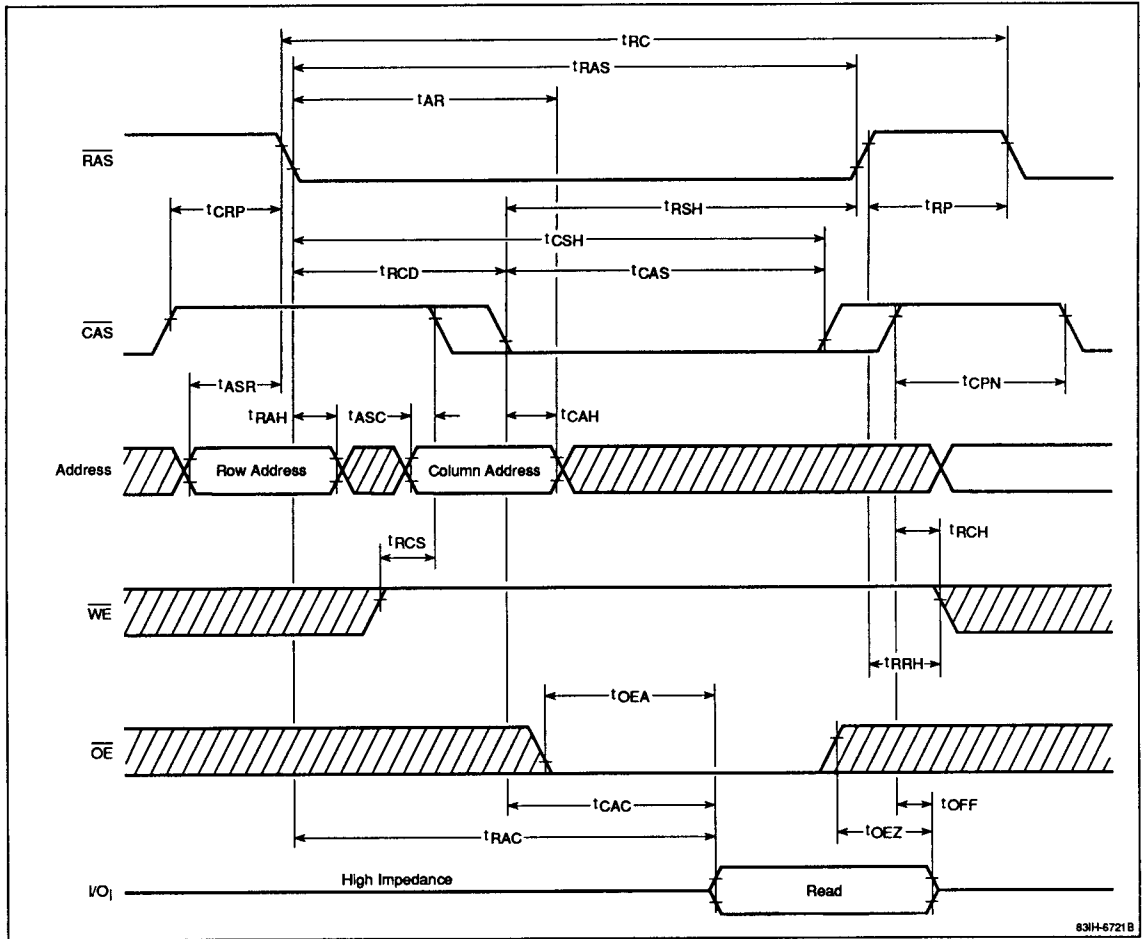 tRC
tRAS
tAR
RAS
tCRP
tRSH
tRP
tCSH
tRCD
tCAS
CAS
tASR
tCPN
tRAH
tASC
tCAH
Address
Row Address
Column Address
tRCS
tRCH
WE
tRRH
tOEA
OE
tCAC
tOFF
tRAC
tOEZ
I/Oi
High Impedance
Read
83IH-6721B